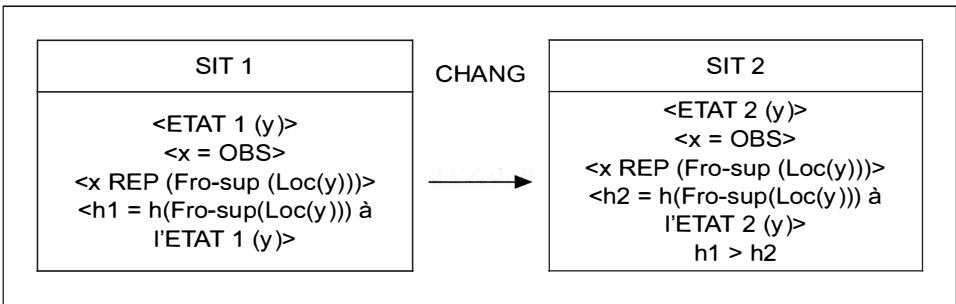 SIT 1
<ETAT 1 (y)>
<x = OBS>
<x REP (Fro-sup (Loc(y)))>
<h1 = h(Fro-sup(Loc(y))) à
l'ETAT 1 (y)>
CHANG
SIT 2
<ETAT 2 (y)>
<x = OBS>
<x REP (Fro-sup (Loc(y)))>
<h2 = h(Fro-sup(Loc(y))) à
l'ETAT 2 (y)>
h1 > h2